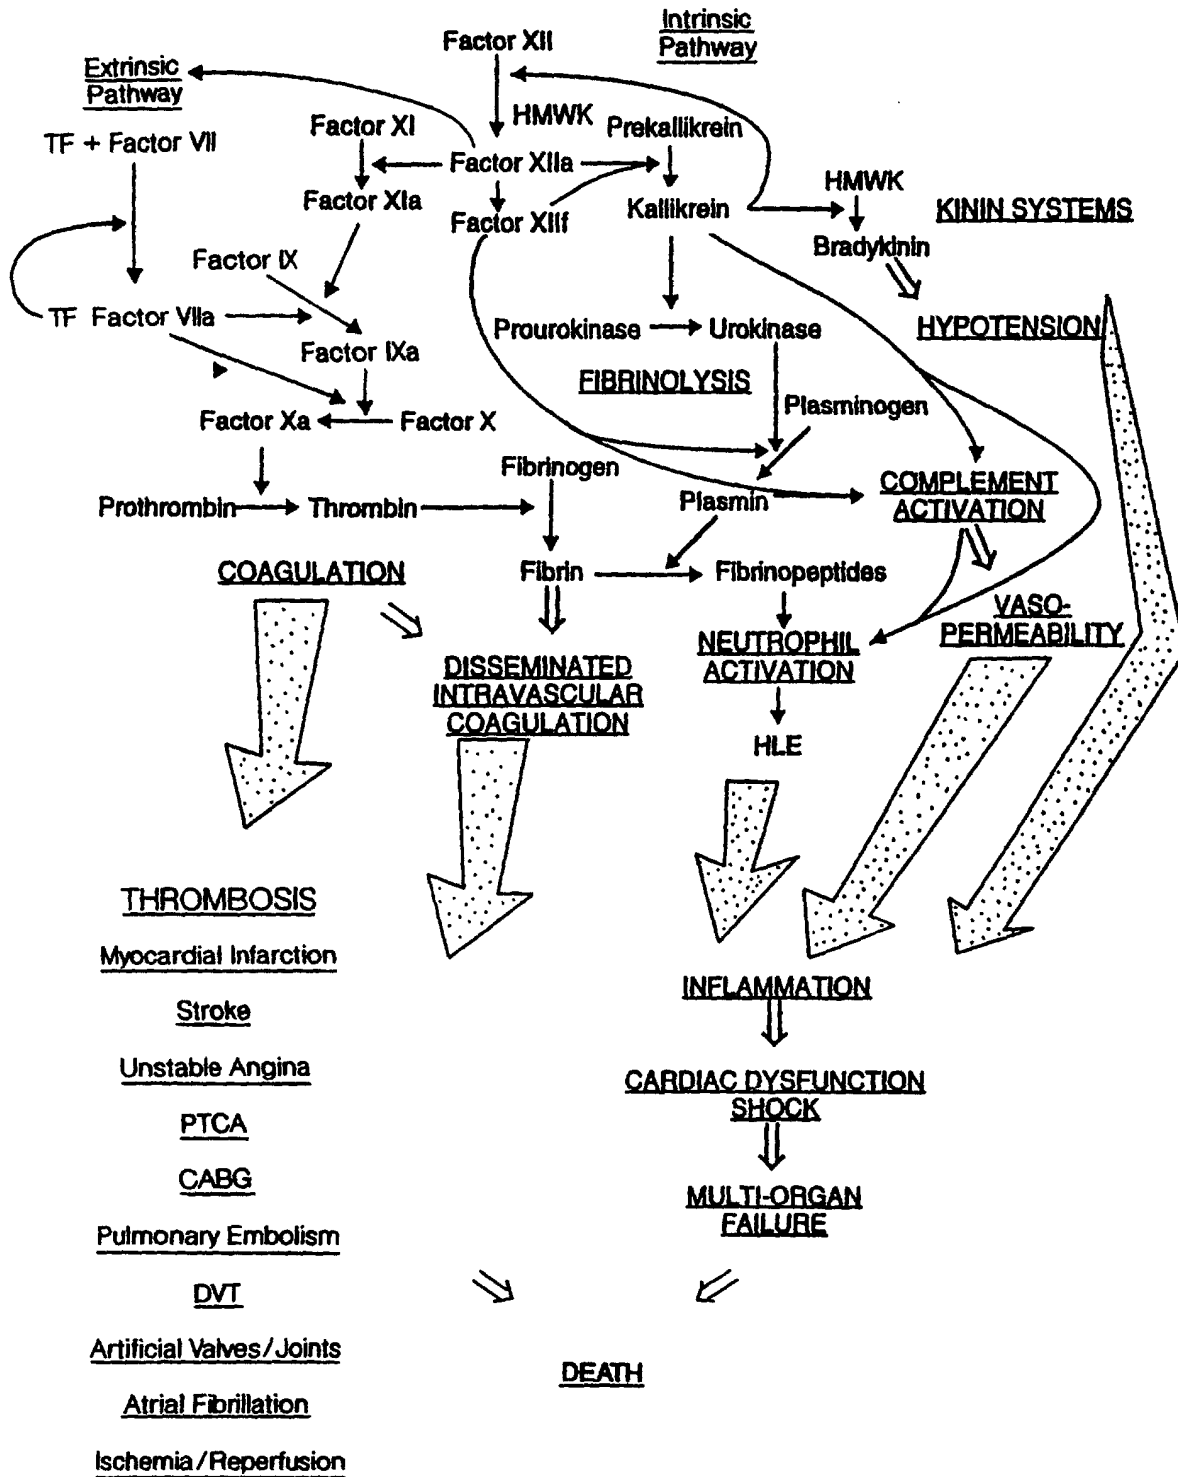 Intrinsic
Pathway
Factor XII
Extrinsic
Pathway
HMWK
Factor XI
Prekallikrein
TF + Factor VII
Factor XIIa
HMWK
Factor XIa
Factor XIIf
Kallikrein
KININ SYSTEMS
Bradykinin
Factor IX
TF Factor VIIa
Prourokinase
Urokinase
HYPOTENSION
Factor IXa
FIBRINOLYSIS
Plasminogen
Factor Xa
Factor X
Fibrinogen
COMPLEMENT
ACTIVATION
Prothrombin
Thrombin
Plasmin
COAGULATION
Fibrin
Fibrinopeptides
VASO-
PERMEABILITY
NEUTROPHIL
ACTIVATION
DISSEMINATED
INTRAVASCULAR
COAGULATION
HLE
THROMBOSIS
Myocardial Infarction
Stroke
Unstable Angina
PTCA
CABG
Pulmonary Embolism
DVT
Artificial Valves/Joints
Atrial Fibrillation
Ischemia/Reperfusion
INFLAMMATION
CARDIAC DYSFUNCTION
SHOCK
MULTI-ORGAN
FAILURE
DEATH